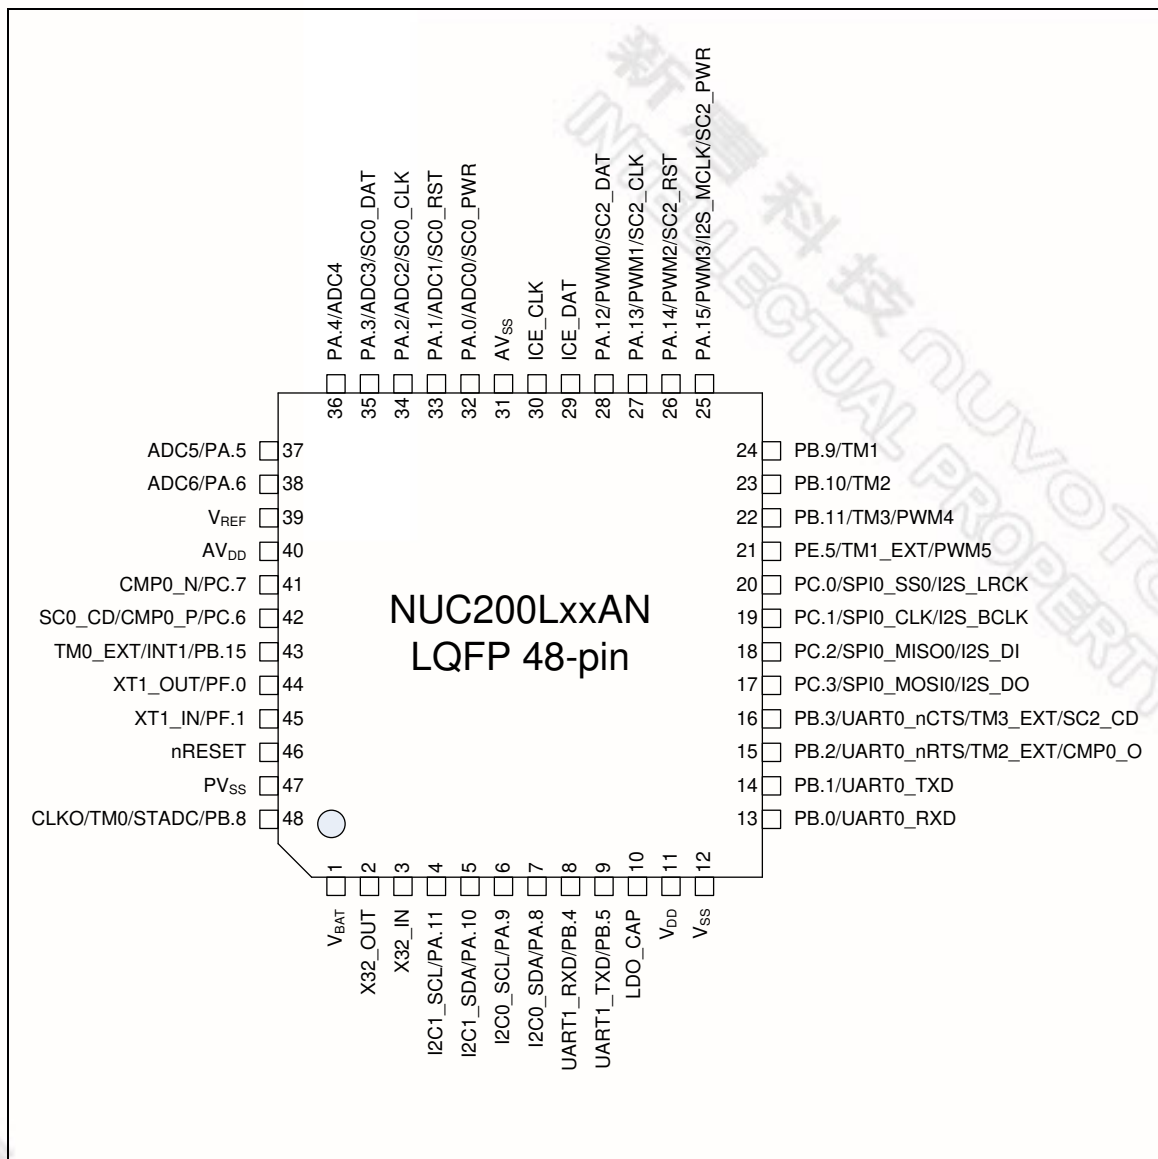 新唐科技 nuvoTo
INTELLECTUAL PROPERTY
PA.4/ADC4
PA.3/ADC3/SC0_DAT
PA.2/ADC2/SC0_CLK
PA.1/ADC1/SC0_RST
PA.0/ADC0/SC0_PWR
AVSS
ICE_CLK
ICE_DAT
PA.12/PWM0/SC2_DAT
PA.13/PWM1/SC2_CLK
PA.14/PWM2/SC2_RST
PA.15/PWM3/I2S_MCLK/SC2_PWR
36
35
34
33
32
31
30
29
28
27
26
25
ADC5/PA.5 37
ADC6/PA.6 38
VREF 39
AVDD 40
CMP0_N/PC.7 41
SC0_CD/CMP0_P/PC.6 42
TM0_EXT/INT1/PB.15 43
XT1_OUT/PF.0 44
XT1_IN/PF.1 45
nRESET 46
PVSS 47
CLKO/TM0/STADC/PB.8 48
NUC200LxxAN
LQFP 48-pin
24 PB.9/TM1
23 PB.10/TM2
22 PB.11/TM3/PWM4
21 PE.5/TM1_EXT/PWM5
20 PC.0/SPI0_SS0/I2S_LRCK
19 PC.1/SPI0_CLK/I2S_BCLK
18 PC.2/SPI0_MISO0/I2S_DI
17 PC.3/SPI0_MOSI0/I2S_DO
16 PB.3/UART0_nCTS/TM3_EXT/SC2_CD
15 PB.2/UART0_nRTS/TM2_EXT/CMP0_O
14 PB.1/UART0_TXD
13 PB.0/UART0_RXD
1
2
3
4
5
6
7
8
9
10
11
12
VBAT
X32_OUT
X32_IN
I2C1_SCL/PA.11
I2C1_SDA/PA.10
I2C0_SCL/PA.9
I2C0_SDA/PA.8
UART1_RXD/PB.4
UART1_TXD/PB.5
LDO_CAP
VDD
VSS